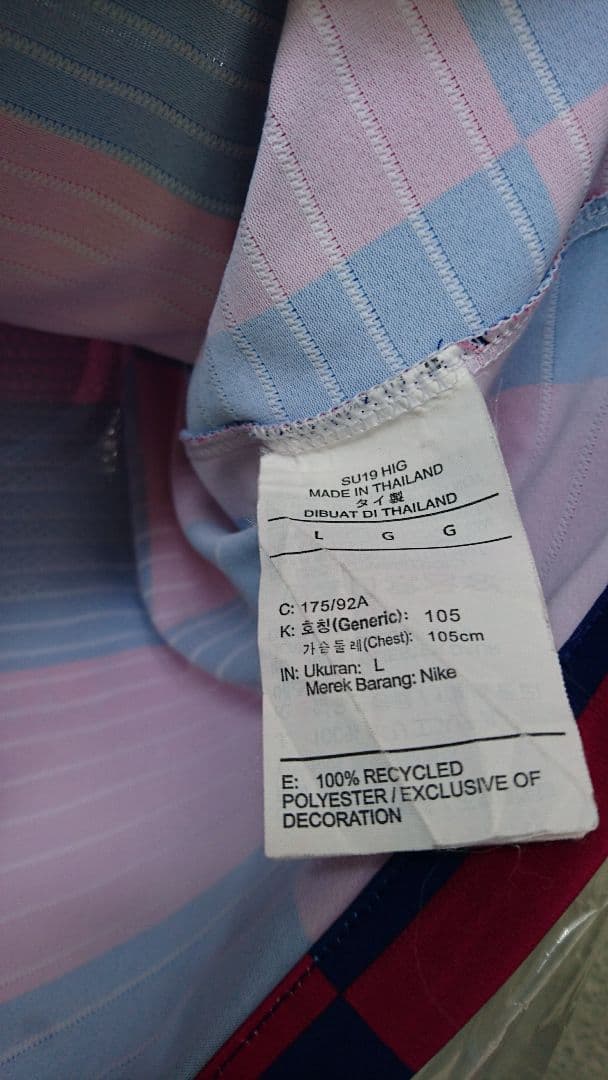 SU19 HIG
MADE IN THAILAND
タイ製
DIBUAT DI THAILAND
L G G
C: 175/92A
K: 호칭(Generic): 105
가슴둘레(Chest): 105cm
IN: Ukuran: L
Merek Barang: Nike
E: 100% RECYCLED
POLYESTER / EXCLUSIVE OF
DECORATION